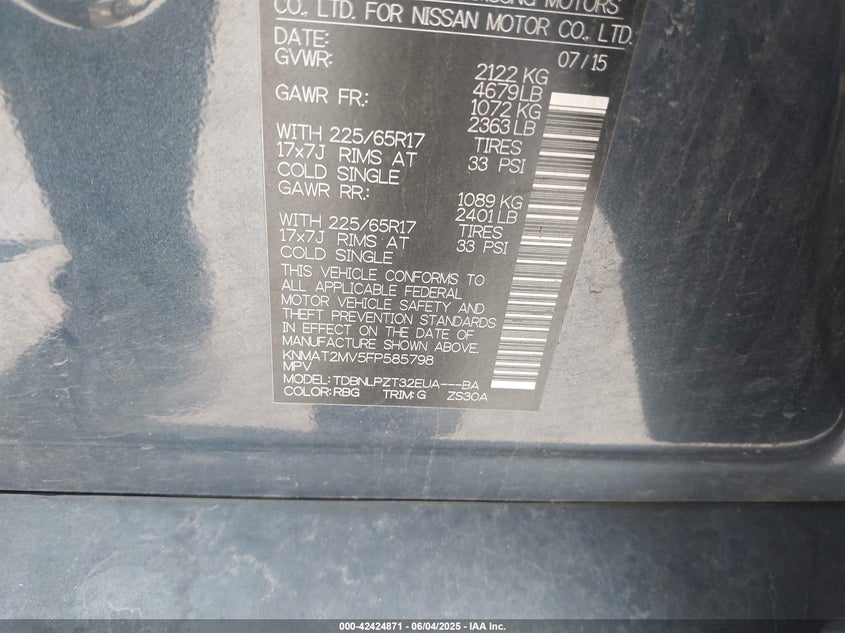 SUNG MOTORS
CO., LTD. FOR NISSAN MOTOR CO., LTD.
DATE: 07/15
GVWR: 2122 KG
4679 LB
GAWR FR.: 1072 KG
2363 LB
WITH 225/65R17 TIRES
17x7J RIMS AT 33 PSI
COLD SINGLE
GAWR RR.: 1089 KG
2401 LB
WITH 225/65R17 TIRES
17x7J RIMS AT 33 PSI
COLD SINGLE
THIS VEHICLE CONFORMS TO
ALL APPLICABLE FEDERAL
MOTOR VEHICLE SAFETY AND
THEFT PREVENTION STANDARDS
IN EFFECT ON THE DATE OF
MANUFACTURE SHOWN ABOVE.
KNMAT2MV5FP585798
MPV
MODEL: TDBNLPZT32EUA---BA
COLOR: RBG TRIM: G ZS30A
000-42424871 - 06/04/2025 - IAA Inc.